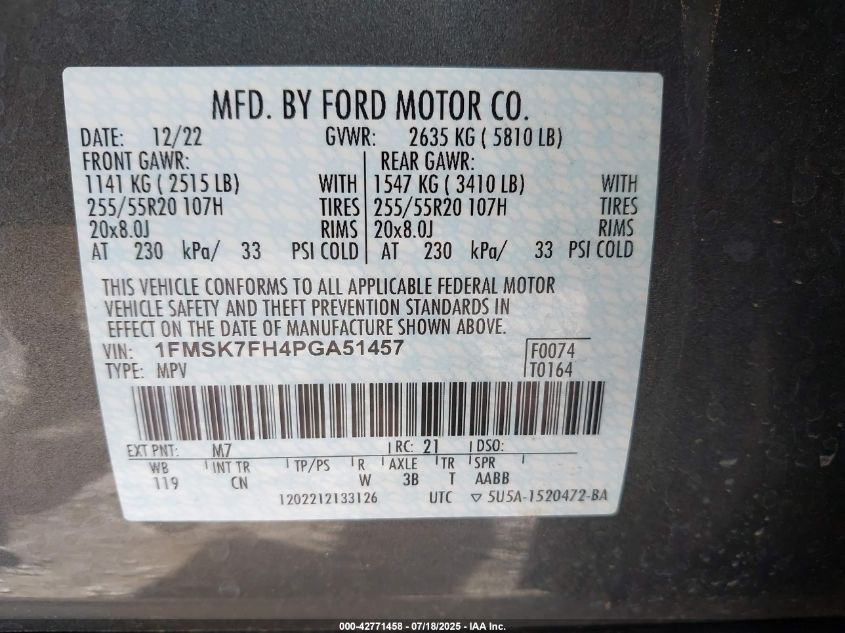 MFD. BY FORD MOTOR CO.
DATE: 12/22 GVWR: 2635 KG ( 5810 LB)
FRONT GAWR: REAR GAWR:
1141 KG ( 2515 LB) WITH 1547 KG ( 3410 LB) WITH
255/55R20 107H TIRES 255/55R20 107H TIRES
20x8.0J RIMS 20x8.0J RIMS
AT 230 kPa/ 33 PSI COLD AT 230 kPa/ 33 PSI COLD
THIS VEHICLE CONFORMS TO ALL APPLICABLE FEDERAL MOTOR
VEHICLE SAFETY AND THEFT PREVENTION STANDARDS IN
EFFECT ON THE DATE OF MANUFACTURE SHOWN ABOVE.
VIN: 1FMSK7FH4PGA51457 F0074
TYPE: MPV T0164
EXT PNT: M7 RC: 21 DSO:
WB INT TR TP/PS R AXLE TR SPR
119 CN W 3B T AABB
1202212133126 UTC ▽ 5U5A-1520472-BA
000-42771458 - 07/18/2025 - IAA Inc.